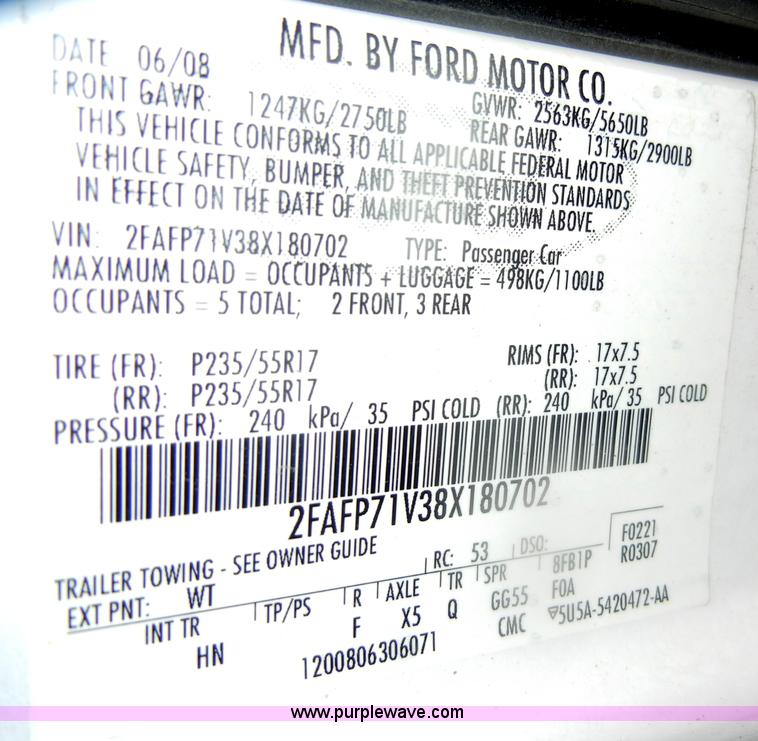 DATE 06/08 MFD. BY FORD MOTOR CO.
FRONT GAWR: 1247KG/2750LB GVWR: 2563KG/5650LB
REAR GAWR: 1315KG/2900LB
THIS VEHICLE CONFORMS TO ALL APPLICABLE FEDERAL MOTOR
VEHICLE SAFETY, BUMPER, AND THEFT PREVENTION STANDARDS
IN EFFECT ON THE DATE OF MANUFACTURE SHOWN ABOVE.
VIN: 2FAFP71V38X180702 TYPE: Passenger Car
MAXIMUM LOAD = OCCUPANTS + LUGGAGE = 498KG/1100LB
OCCUPANTS = 5 TOTAL; 2 FRONT, 3 REAR
TIRE (FR): P235/55R17 RIMS (FR): 17x7.5
(RR): P235/55R17 (RR): 17x7.5
PRESSURE (FR): 240 kPa/ 35 PSI COLD (RR): 240 kPa/ 35 PSI COLD
2FAFP71V38X180702
TRAILER TOWING - SEE OWNER GUIDE
EXT PNT: WT RC: 53 DSO: F0221
INT TR TP/PS R AXLE TR SPR 8FB1P R0307
HN F X5 Q GG55 F0A
1200806306071 CMC 5U5A-5420472-AA
www.purplewave.com